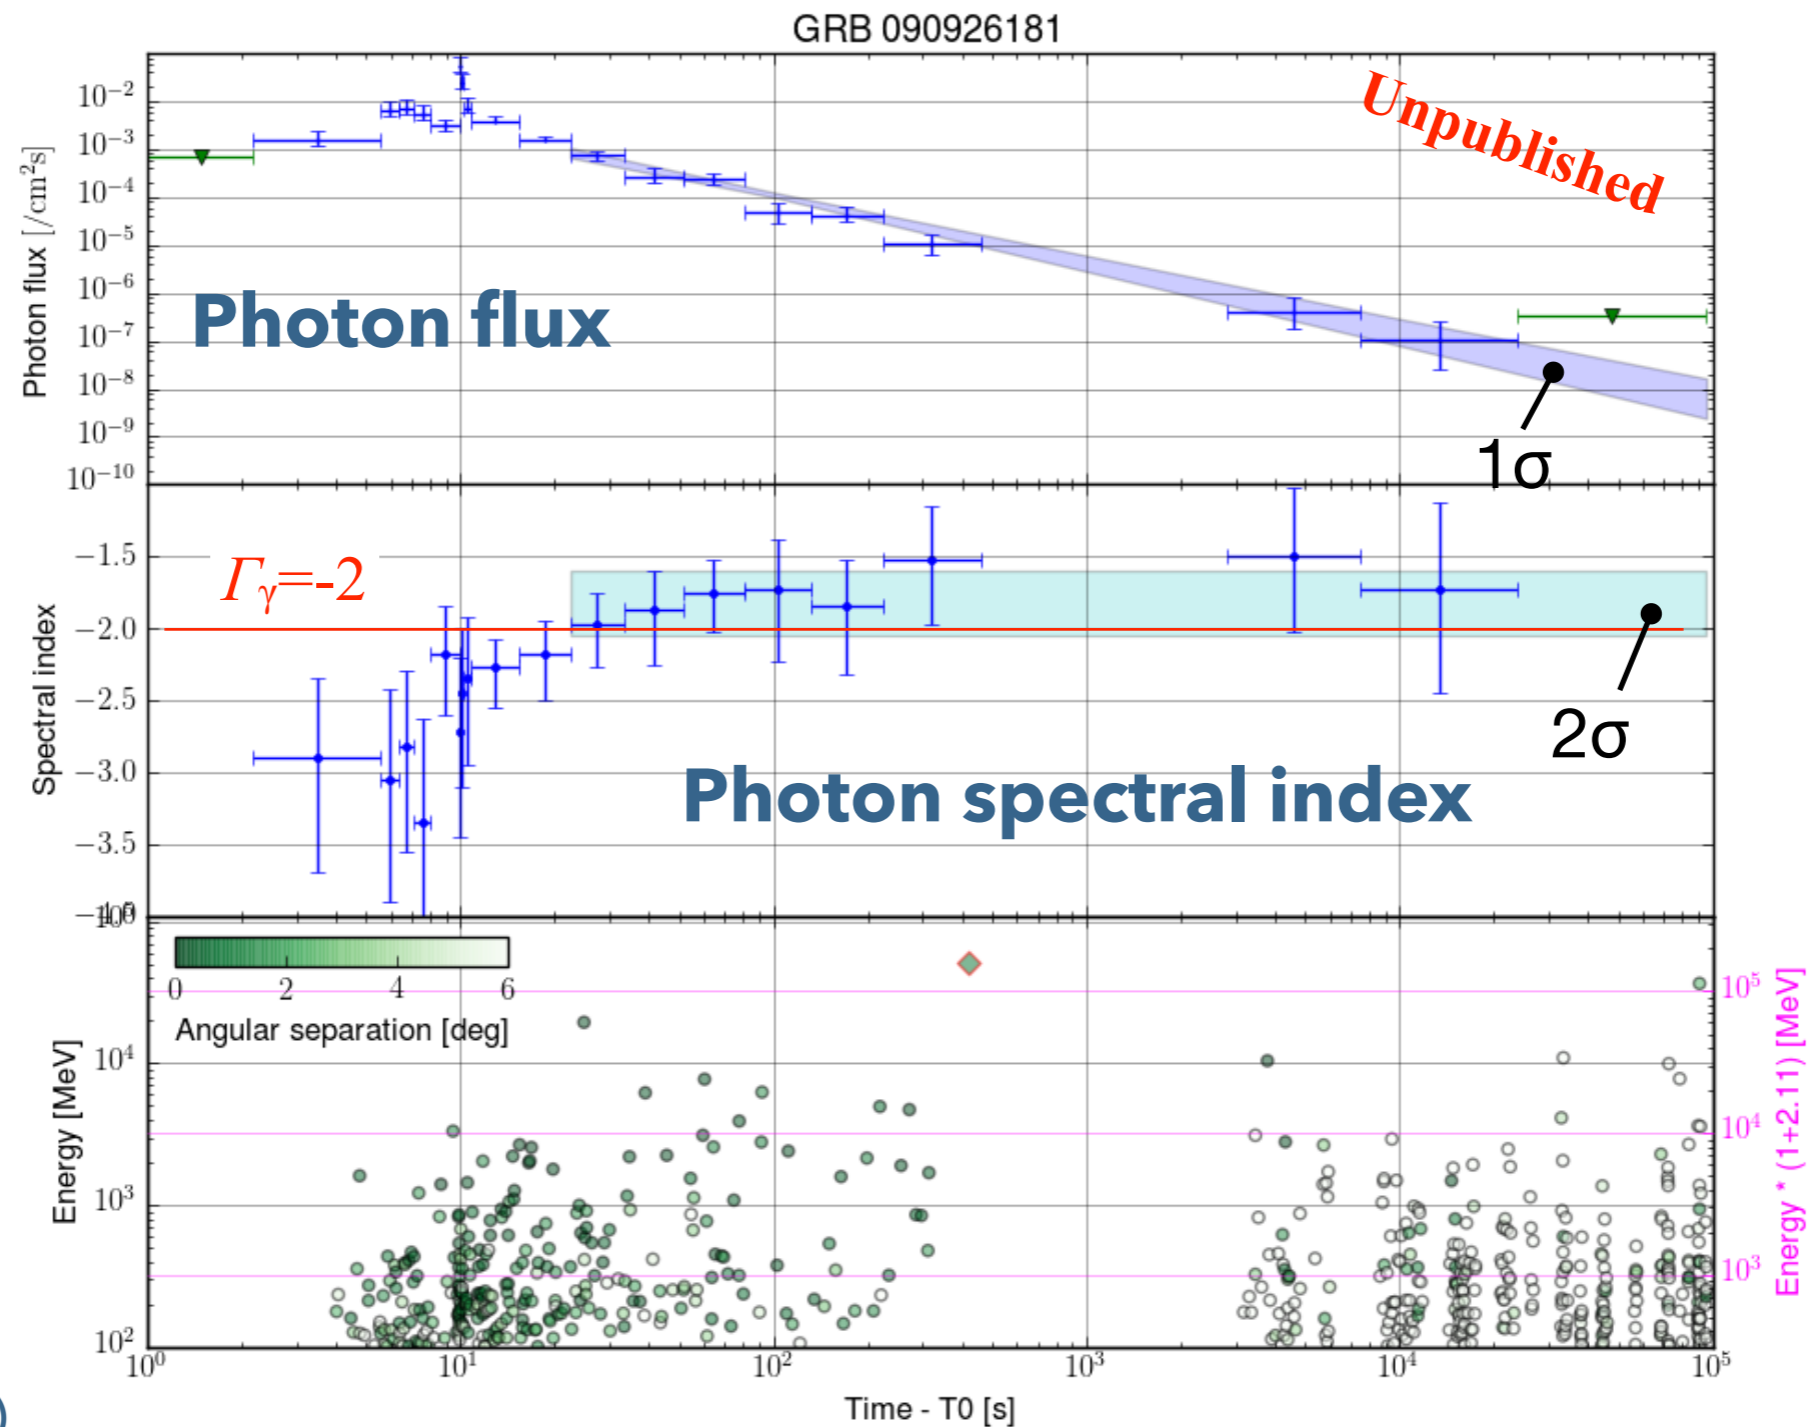 GRB 090926181
Photon flux [/cm²s]
10⁻²
10⁻³
10⁻⁴
10⁻⁵
10⁻⁶
10⁻⁷
10⁻⁸
10⁻⁹
10⁻¹⁰
Unpublished
Photon flux
1σ
Spectral index
−1.5
−2.0
−2.5
−3.0
−3.5
Γγ=-2
2σ
Photon spectral index
0 2 4 6
Angular separation [deg]
Energy [MeV]
10⁴
10³
10²
10⁵
10⁴
10³
Energy * (1+2.11) [MeV]
10⁰ 10¹ 10² 10³ 10⁴ 10⁵
Time - T0 [s]
)